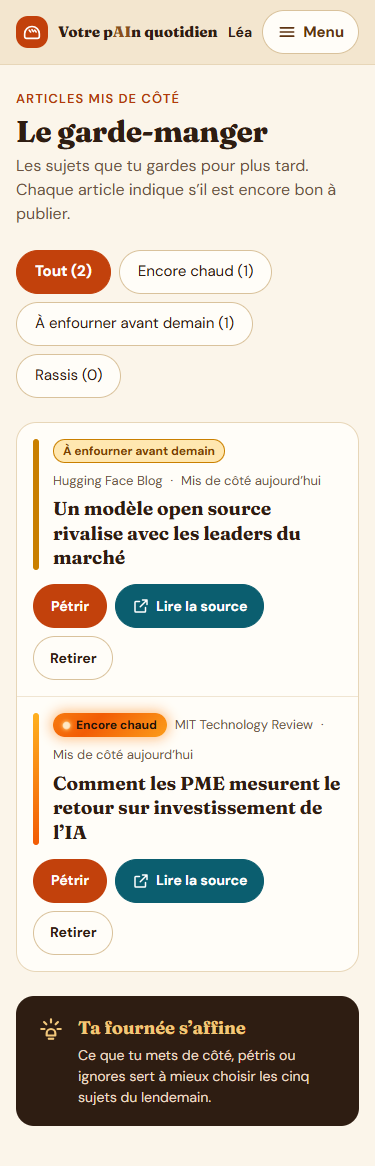 Votre pAIn quotidien Léa Menu
ARTICLES MIS DE CÔTÉ
Le garde-manger
Les sujets que tu gardes pour plus tard.
Chaque article indique s’il est encore bon à
publier.
Tout (2) Encore chaud (1)
À enfourner avant demain (1)
Rassis (0)
À enfourner avant demain
Hugging Face Blog · Mis de côté aujourd’hui
Un modèle open source
rivalise avec les leaders du
marché
Pétrir Lire la source
Retirer
Encore chaud MIT Technology Review ·
Mis de côté aujourd’hui
Comment les PME mesurent le
retour sur investissement de
l’IA
Pétrir Lire la source
Retirer
Ta fournée s’affine
Ce que tu mets de côté, pétris ou
ignores sert à mieux choisir les cinq
sujets du lendemain.